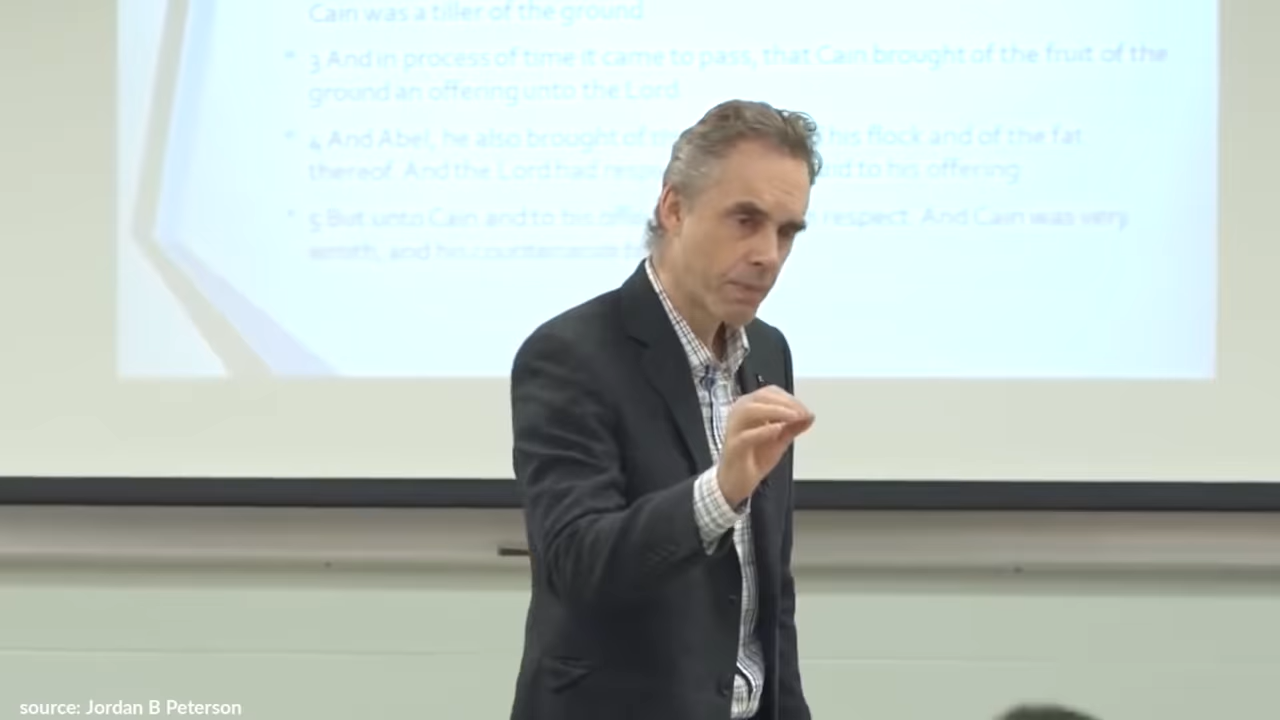 Cain was a tiller of the ground
3 And in process of time it came to pass, that Cain brought of the fruit of the
ground an offering unto the Lord
4 And Abel, he also brought of his flock and of the fat
thereof. And the Lord had to his offering
5 But unto Cain and to his respect. And Cain was very
wroth, and his countenance
source: Jordan B Peterson